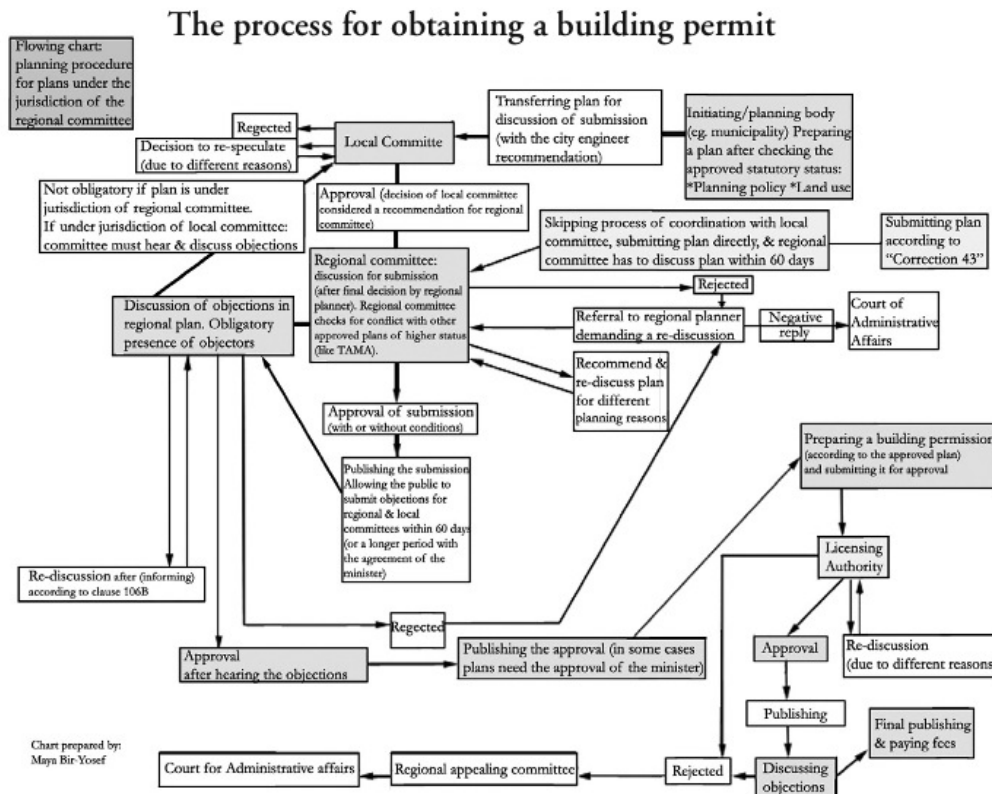 The process for obtaining a building permit
Flowing chart:
planning procedure
for plans under the
jurisdiction of the
regional committee
Regected
Decision to re-speculate
(due to different reasons)
Local Committe
Transferring plan for
discussion of submission
(with the city engineer
recommendation)
Initiating/planning body
(eg. municipality) Preparing
a plan after checking the
approved statutory status:
*Planning policy *Land use
Not obligatory if plan is under
jurisdiction of regional committee.
If under jurisdiction of local committee:
committee must hear & discuss objections
Approval (decision of local committee
considered a recommendation for regional
committee)
Skipping process of coordination with local
committee, submitting plan directly, & regional
committee has to discuss plan within 60 days
Submitting plan
according to
"Correction 43"
Regional committee:
discussion for submission
(after final decision by regional
planner). Regional committee
checks for conflict with other
approved plans of higher status
(like TAMA).
Rejected
Discussion of objections in
regional plan. Obligatory
presence of objectors
Referral to regional planner
demanding a re-discussion
Negative
reply
Court of
Administrative
Affairs
Recommend &
re-discuss plan
for different
planning reasons
Approval of submission
(with or without conditions)
Publishing the submission
Allowing the public to
submit objections for
regional & local
committees within 60 days
(or a longer period with
the agreement of the
minister)
Preparing a building permission
(according to the approved plan)
and submitting it for approval
Licensing
Authority
Re-discussion after (informing)
according to clause 106B
Regected
Approval
after hearing the objections
Publishing the approval (in some cases
plans need the approval of the minister)
Approval
Re-discussion
(due to different reasons
Publishing
Final publishing
& paying fees
Chart prepared by:
Maya Bir-Yosef
Court for Administrative affairs
Regional appealing committee
Rejected
Discussing
objections